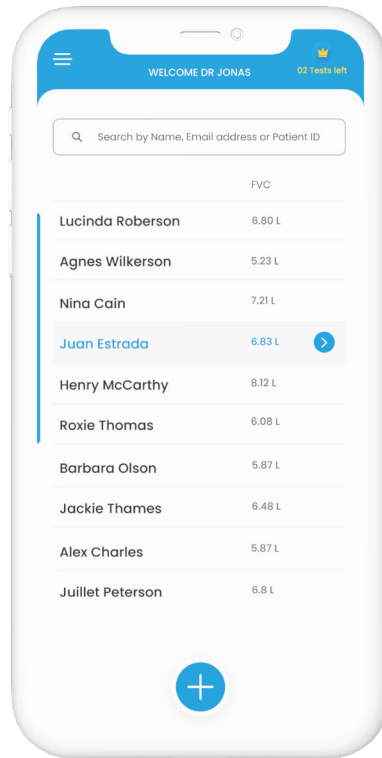 WELCOME DR JONAS
02 Tests left
Search by Name, Email address or Patient ID
FVC
Lucinda Roberson 6.80 L
Agnes Wilkerson 5.23 L
Nina Cain 7.21 L
Juan Estrada 6.83 L
Henry McCarthy 8.12 L
Roxie Thomas 6.08 L
Barbara Olson 5.87 L
Jackie Thames 6.48 L
Alex Charles 5.87 L
Juillet Peterson 6.8 L